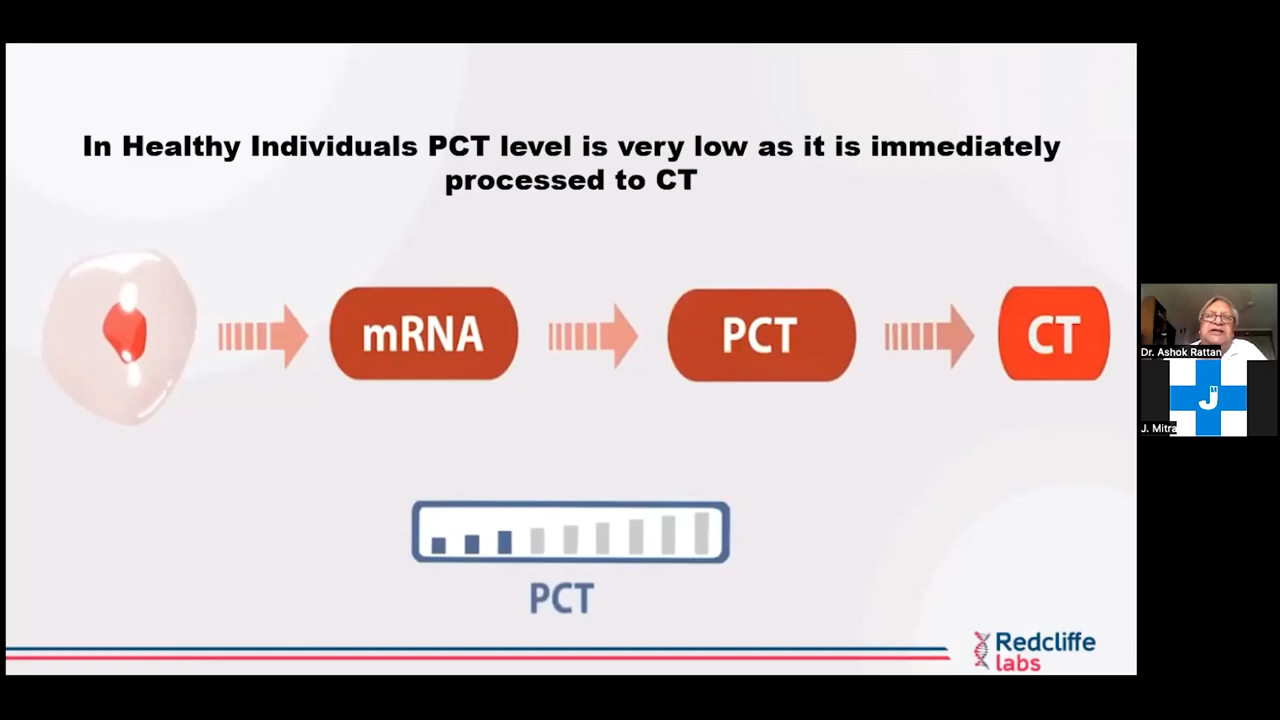 In Healthy Individuals PCT level is very low as it is immediately
processed to CT
mRNA
PCT
CT
PCT
Redcliffe
labs
Dr. Ashok Rattan
JM
J. Mitra